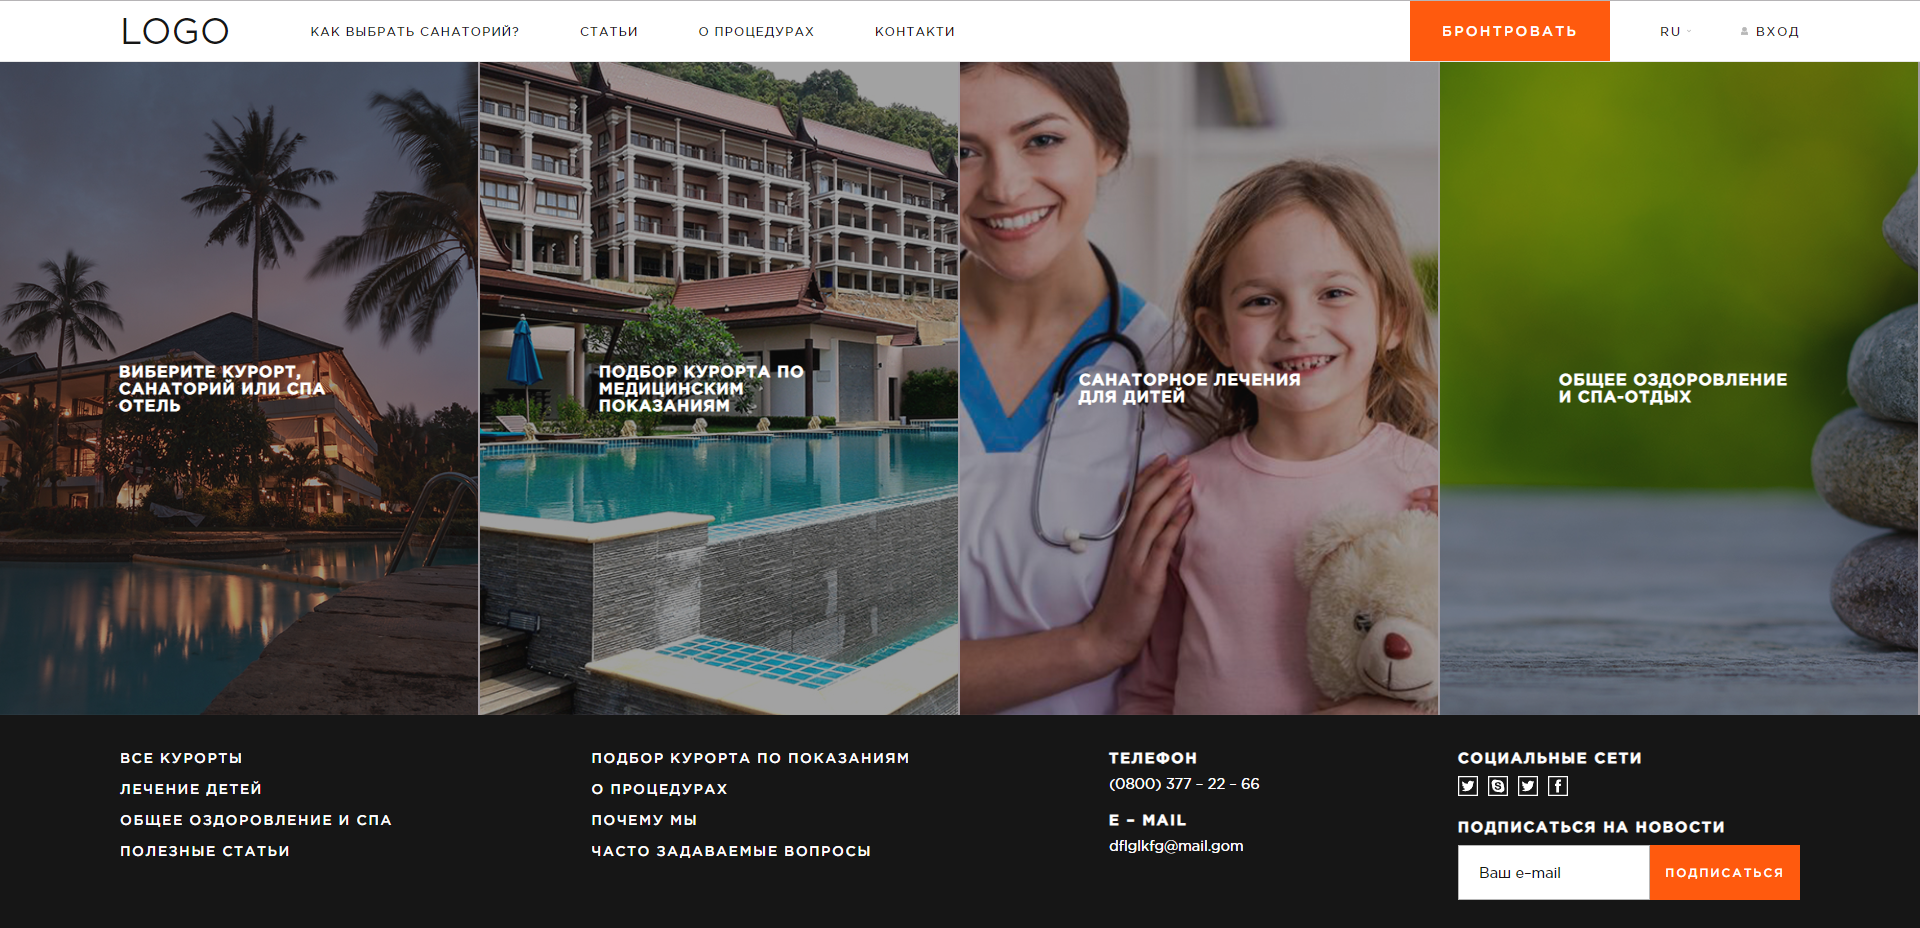 LOGO
КАК ВЫБРАТЬ САНАТОРИЙ?
СТАТЬИ
О ПРОЦЕДУРАХ
КОНТАКТИ
БРОНТРОВАТЬ
RU
ВХОД
ВИБЕРИТЕ КУРОРТ,
САНАТОРИЙ ИЛИ СПА
ОТЕЛЬ
ПОДБОР КУРОРТА ПО
МЕДИЦИНСКИМ
ПОКАЗАНИЯМ
САНАТОРНОЕ ЛЕЧЕНИЯ
ДЛЯ ДИТЕЙ
ОБЩЕЕ ОЗДОРОВЛЕНИЕ
И СПА-ОТДЫХ
ВСЕ КУРОРТЫ
ЛЕЧЕНИЕ ДЕТЕЙ
ОБЩЕЕ ОЗДОРОВЛЕНИЕ И СПА
ПОЛЕЗНЫЕ СТАТЬИ
ПОДБОР КУРОРТА ПО ПОКАЗАНИЯМ
О ПРОЦЕДУРАХ
ПОЧЕМУ МЫ
ЧАСТО ЗАДАВАЕМЫЕ ВОПРОСЫ
ТЕЛЕФОН
(0800) 377 – 22 – 66
E – MAIL
dflglkfg@mail.gom
СОЦИАЛЬНЫЕ СЕТИ
ПОДПИСАТЬСЯ НА НОВОСТИ
Ваш e-mail
ПОДПИСАТЬСЯ